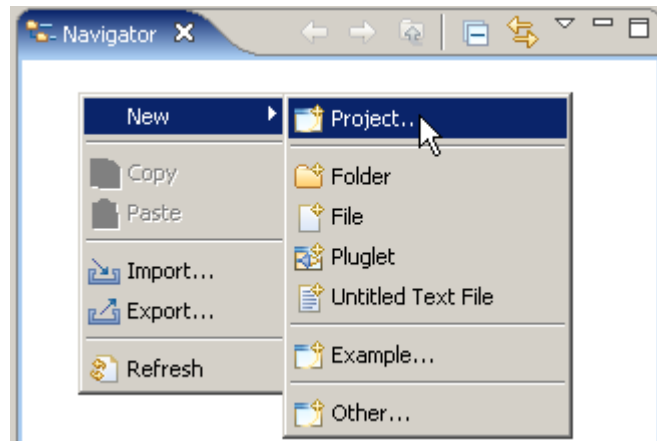 Navigator
New
Copy
Paste
Import...
Export...
Refresh
Project...
Folder
File
Pluglet
Untitled Text File
Example...
Other...